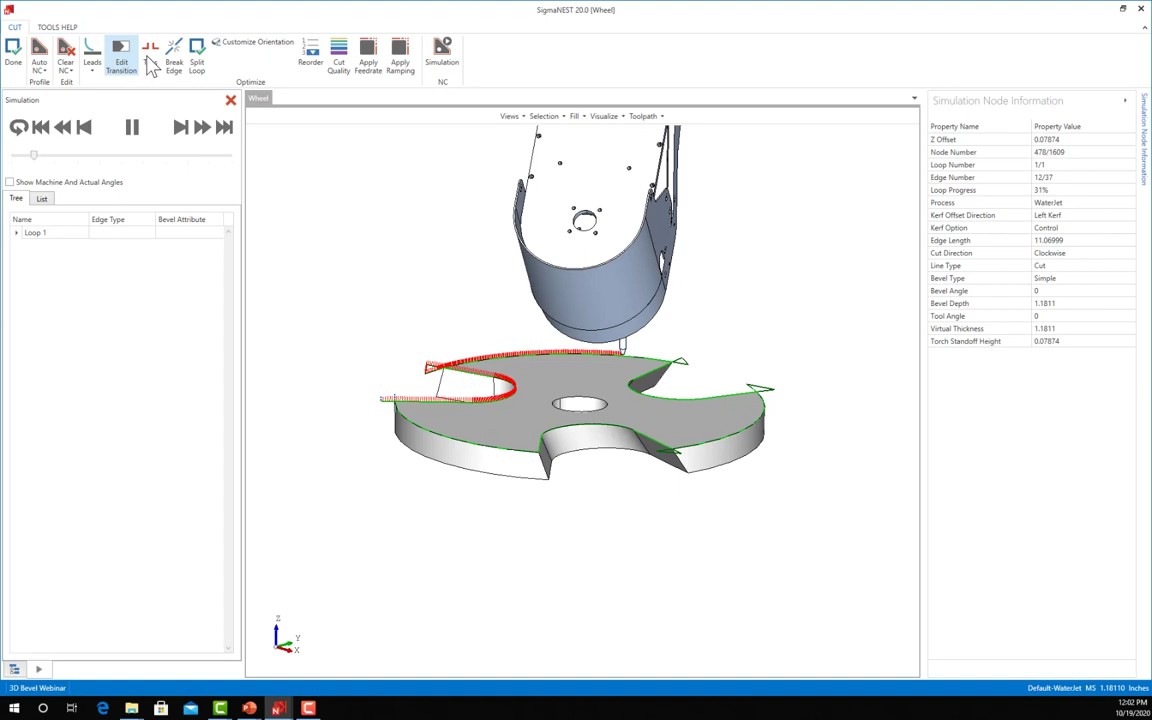 SigmaNEST 20.0 [Wheel]
CUT
TOOLS HELP
Done
Auto NC
Clear NC
Leads
Edit Transition
Break Edge
Split Loop
Customize Orientation
Reorder
Cut Quality
Apply Feedrate
Apply Ramping
Simulation
Profile
Edit
Optimize
NC
Simulation
Show Machine And Actual Angles
Tree
List
Name Edge Type Bevel Attribute
Loop 1
Wheel
Views Selection Fill Visualize Toolpath
Z
Y
X
Simulation Node Information
Property Name Property Value
Z Offset 0.07874
Node Number 478/1609
Loop Number 1/1
Edge Number 12/37
Loop Progress 31%
Process WaterJet
Kerf Offset Direction Left Kerf
Kerf Option Control
Edge Length 11.06999
Cut Direction Clockwise
Line Type Cut
Bevel Type Simple
Bevel Angle 0
Bevel Depth 1.1811
Tool Angle 0
Virtual Thickness 1.1811
Torch Standoff Height 0.07874
Simulation Node Information
3D Bevel Webinar
Default-WaterJet MS 1.18110 Inches
12:02 PM
10/19/2020